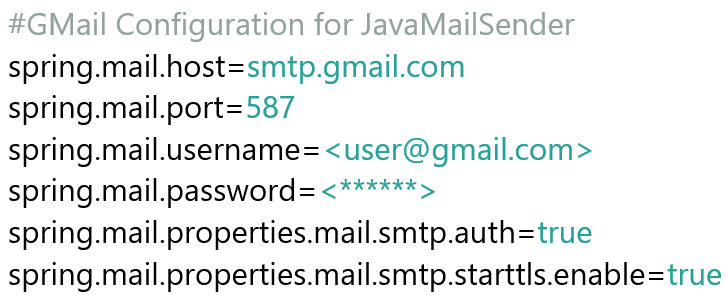 #GMail Configuration for JavaMailSender
spring.mail.host=smtp.gmail.com
spring.mail.port=587
spring.mail.username=<user@gmail.com>
spring.mail.password=<******>
spring.mail.properties.mail.smtp.auth=true
spring.mail.properties.mail.smtp.starttls.enable=true